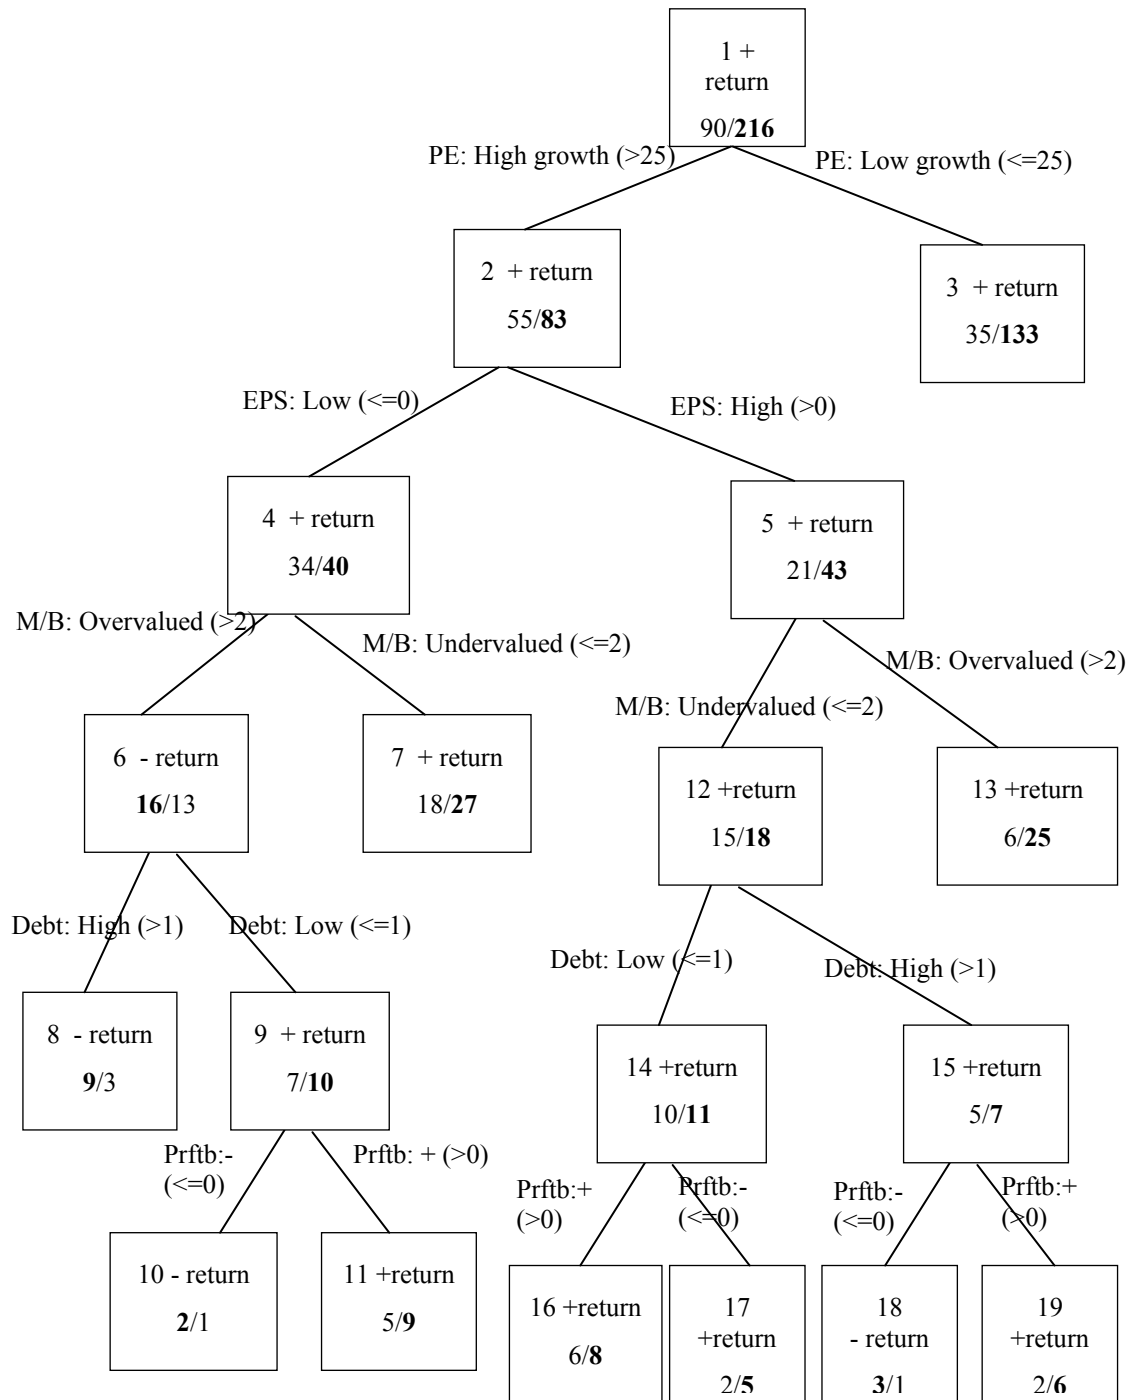 1 +
return
90/216
PE: High growth (>25)
PE: Low growth (<=25)
2 + return
55/83
3 + return
35/133
EPS: Low (<=0)
EPS: High (>0)
4 + return
34/40
5 + return
21/43
M/B: Overvalued (>2)
M/B: Undervalued (<=2)
M/B: Undervalued (<=2)
M/B: Overvalued (>2)
6 - return
16/13
7 + return
18/27
12 +return
15/18
13 +return
6/25
Debt: High (>1)
Debt: Low (<=1)
Debt: Low (<=1)
Debt: High (>1)
8 - return
9/3
9 + return
7/10
14 +return
10/11
15 +return
5/7
Prftb:-
(<=0)
Prftb: + (>0)
Prftb:+
(>0)
Prftb:-
(<=0)
Prftb:-
(<=0)
Prftb:+
(>0)
10 - return
2/1
11 +return
5/9
16 +return
6/8
17
+return
2/5
18
- return
3/1
19
+return
2/6